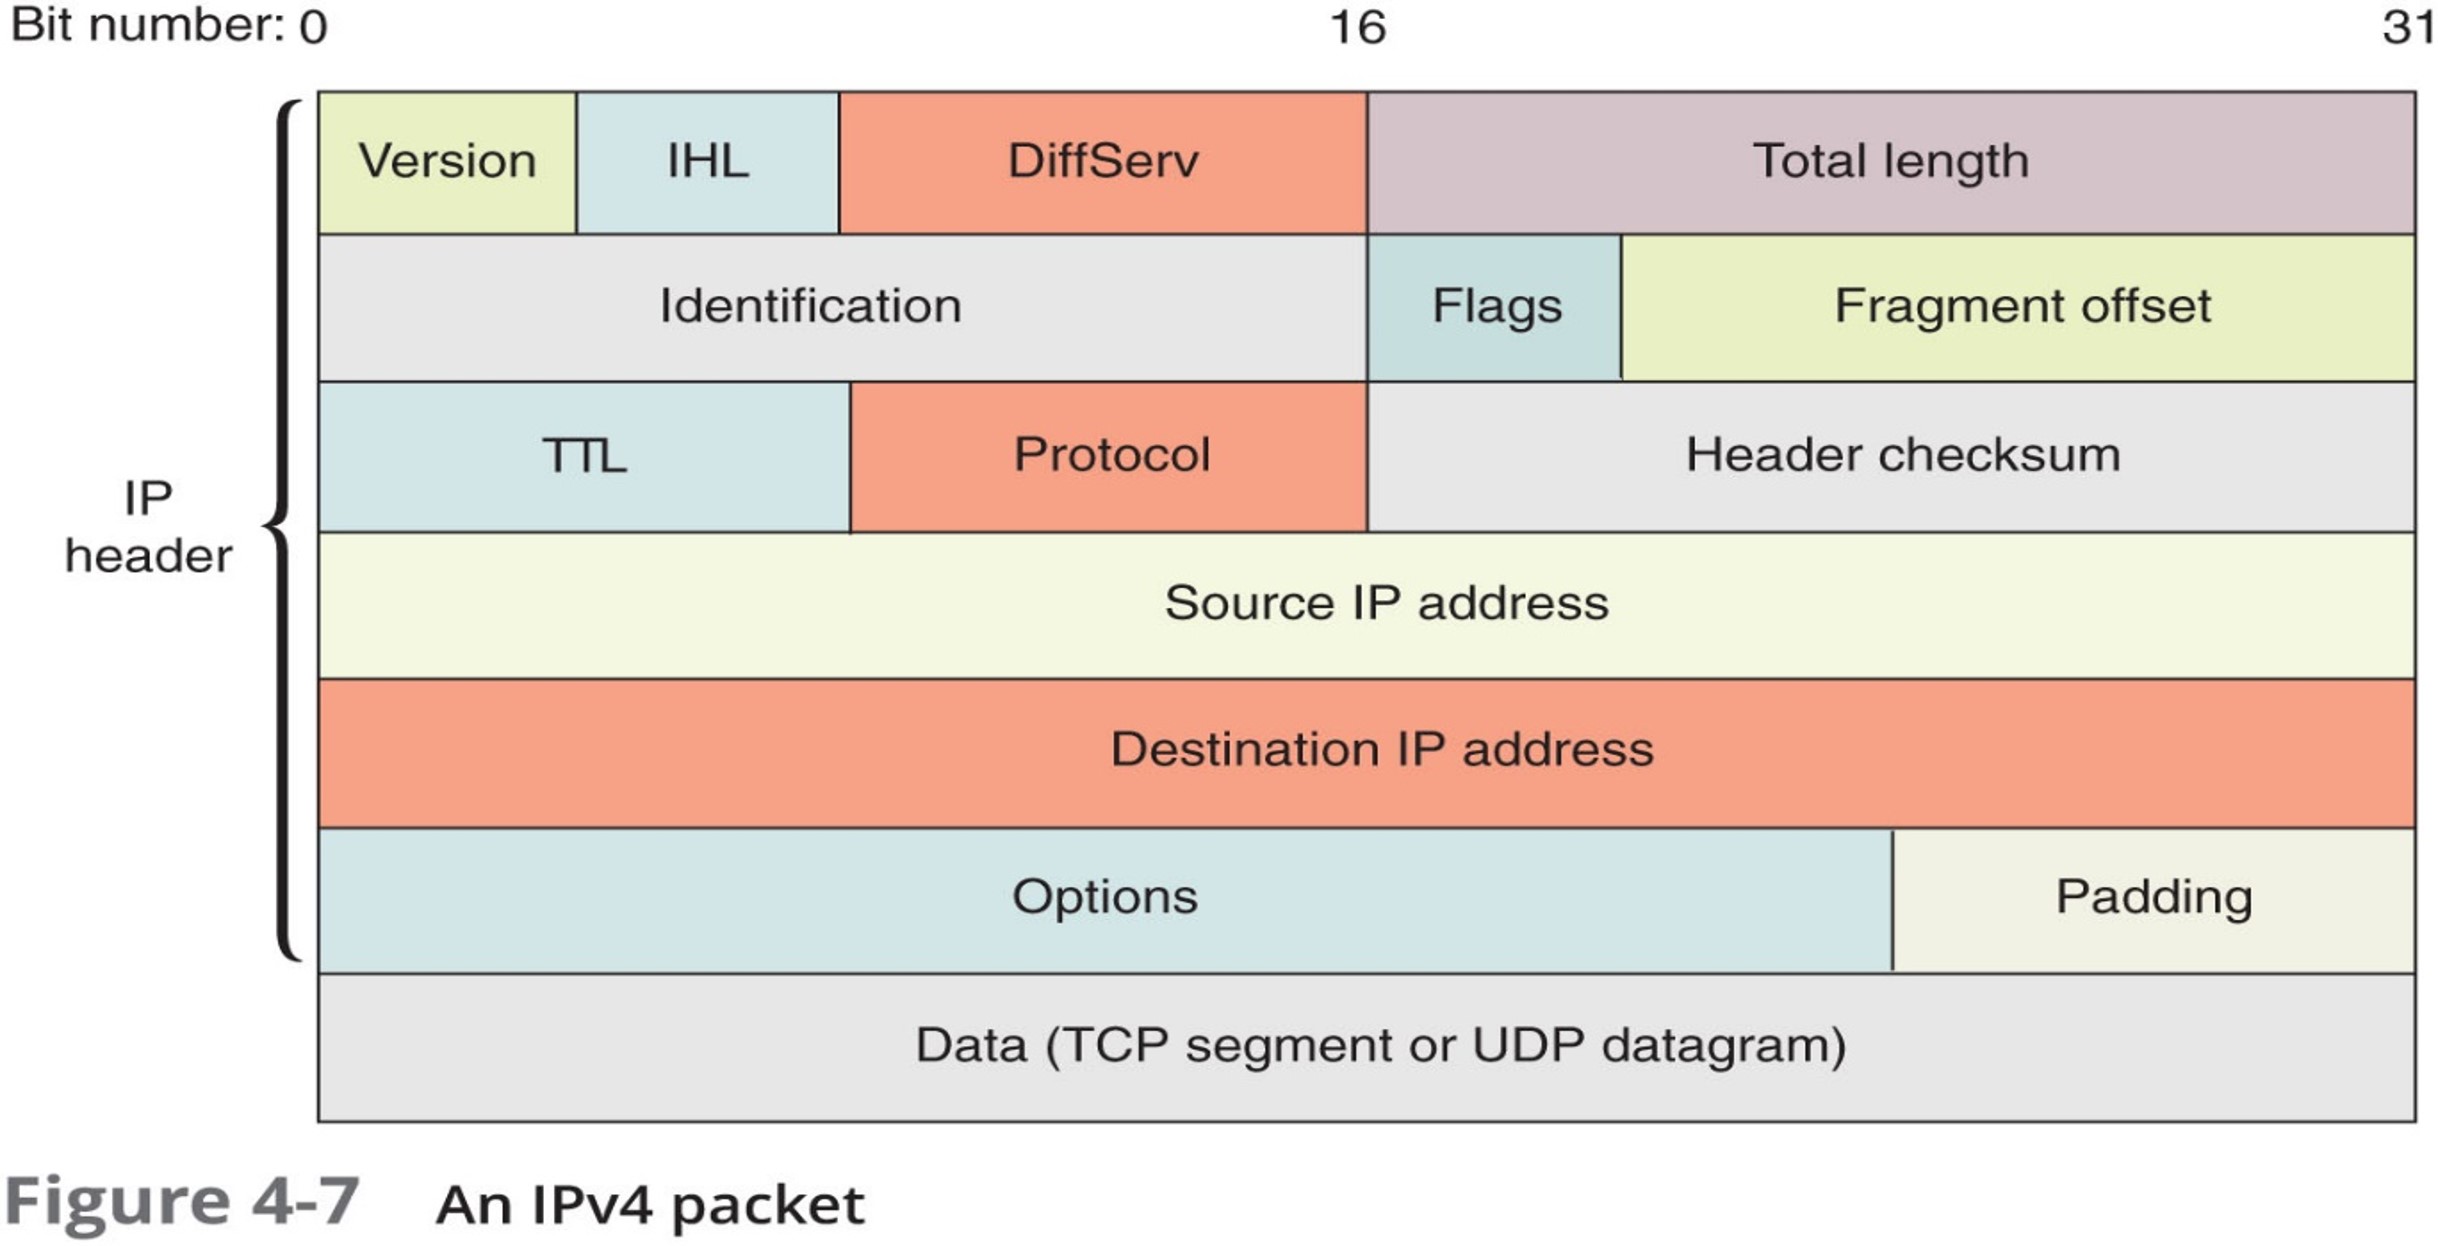 Bit number: 0 16 31
Version IHL DiffServ Total length
Identification Flags Fragment offset
TTL Protocol Header checksum
IP
header
Source IP address
Destination IP address
Options Padding
Data (TCP segment or UDP datagram)
Figure 4-7 An IPv4 packet